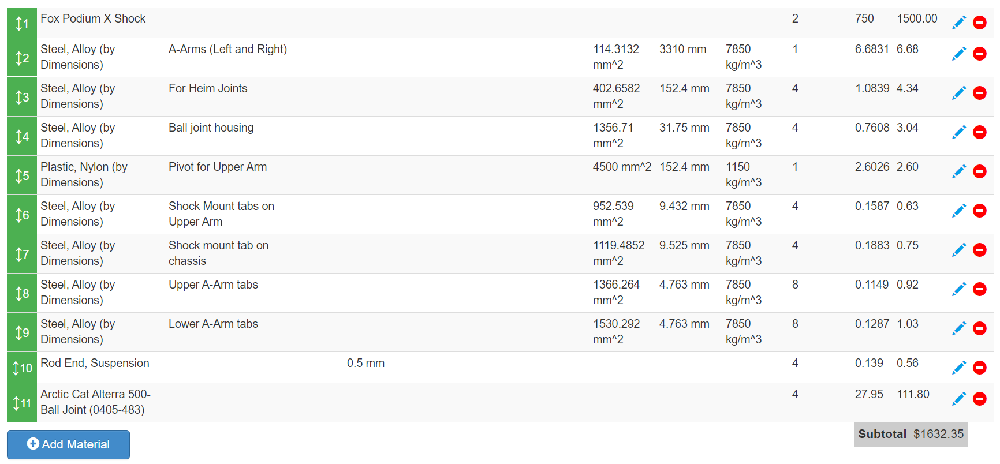 1 Fox Podium X Shock 2 750 1500.00
2 Steel, Alloy (by A-Arms (Left and Right) 114.3132 3310 mm 7850 1 6.6831 6.68
Dimensions) mm^2 kg/m^3
3 Steel, Alloy (by For Heim Joints 402.6582 152.4 mm 7850 4 1.0839 4.34
Dimensions) mm^2 kg/m^3
4 Steel, Alloy (by Ball joint housing 1356.71 31.75 mm 7850 4 0.7608 3.04
Dimensions) mm^2 kg/m^3
5 Plastic, Nylon (by Pivot for Upper Arm 4500 mm^2 152.4 mm 1150 1 2.6026 2.60
Dimensions) kg/m^3
6 Steel, Alloy (by Shock Mount tabs on 952.539 9.432 mm 7850 4 0.1587 0.63
Dimensions) Upper Arm mm^2 kg/m^3
7 Steel, Alloy (by Shock mount tab on 1119.4852 9.525 mm 7850 4 0.1883 0.75
Dimensions) chassis mm^2 kg/m^3
8 Steel, Alloy (by Upper A-Arm tabs 1366.264 4.763 mm 7850 8 0.1149 0.92
Dimensions) mm^2 kg/m^3
9 Steel, Alloy (by Lower A-Arm tabs 1530.292 4.763 mm 7850 8 0.1287 1.03
Dimensions) mm^2 kg/m^3
10 Rod End, Suspension 0.5 mm 4 0.139 0.56
11 Arctic Cat Alterra 500- 4 27.95 111.80
Ball Joint (0405-483)
Subtotal $1632.35
Add Material